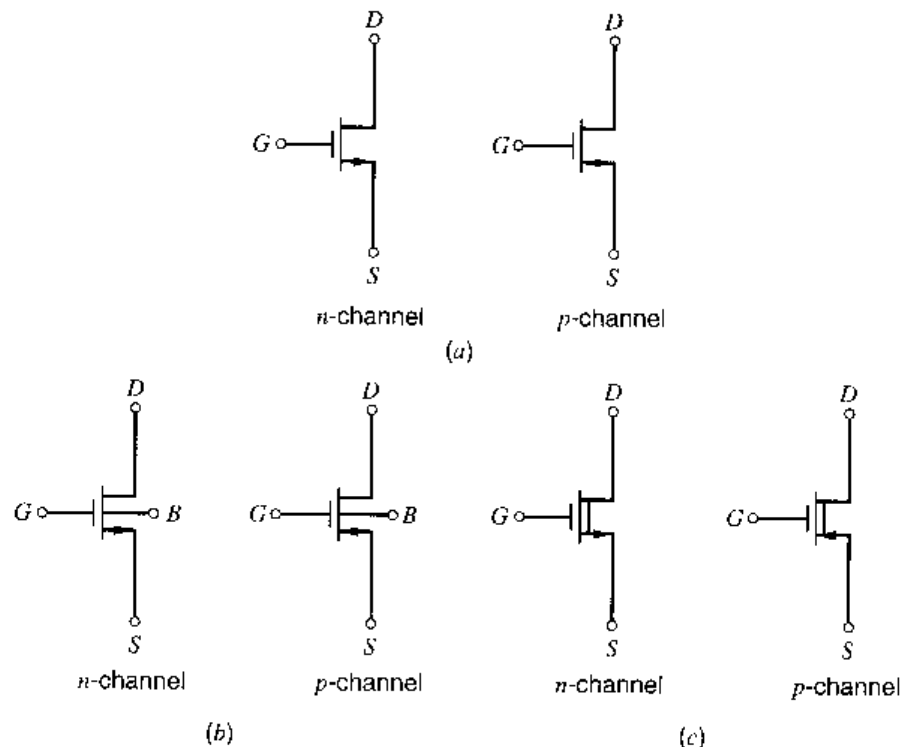 D D
G G
S S
n-channel p-channel
(a)
D D D D
G B G B G G
S S S S
n-channel p-channel n-channel p-channel
(b) (c)